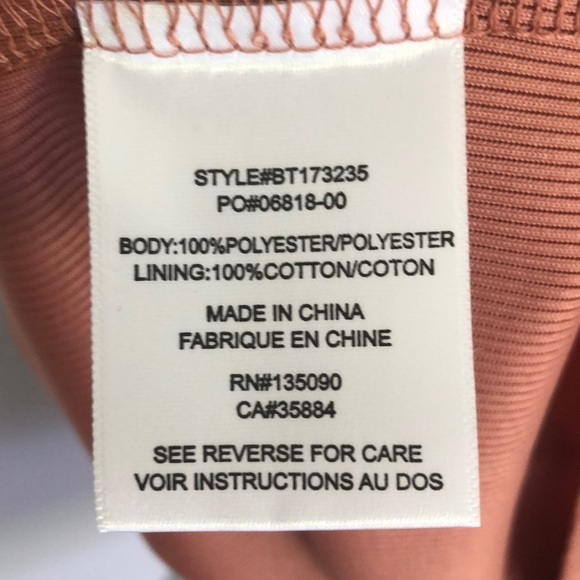 STYLE#BT173235
PO#06818-00
BODY:100%POLYESTER/POLYESTER
LINING:100%COTTON/COTON
MADE IN CHINA
FABRIQUE EN CHINE
RN#135090
CA#35884
SEE REVERSE FOR CARE
VOIR INSTRUCTIONS AU DOS